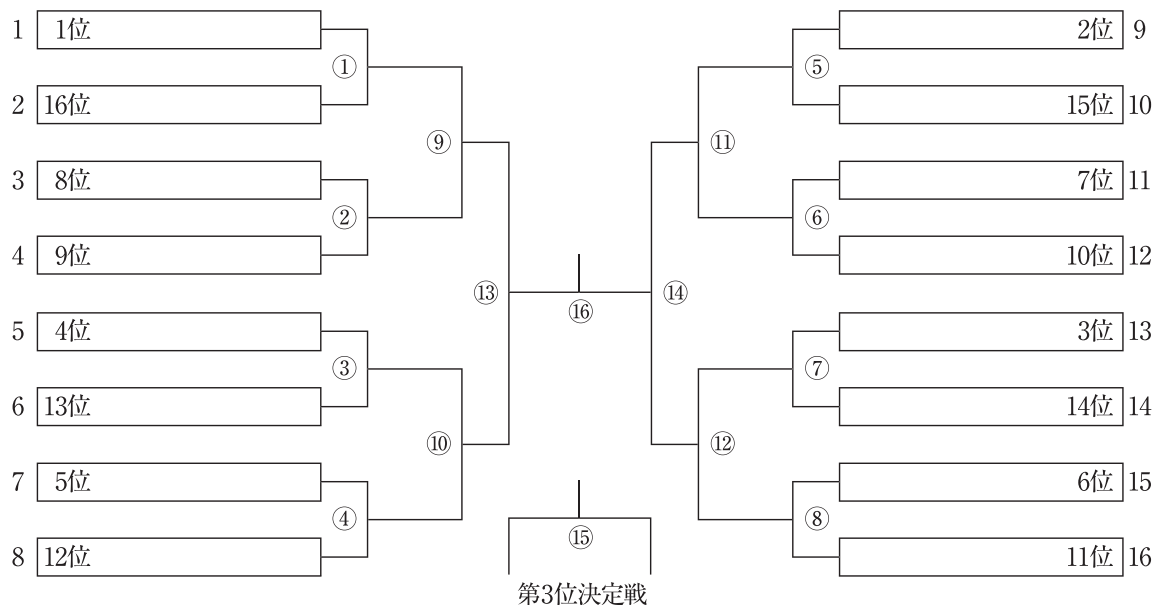 1 1位
①
2 16位
⑨
3 8位
②
4 9位
⑬
5 4位
③
6 13位
⑩
7 5位
④
8 12位
⑯
⑮
第3位決定戦
2位 9
⑤
15位 10
⑪
7位 11
⑥
10位 12
⑭
3位 13
⑦
14位 14
⑫
6位 15
⑧
11位 16